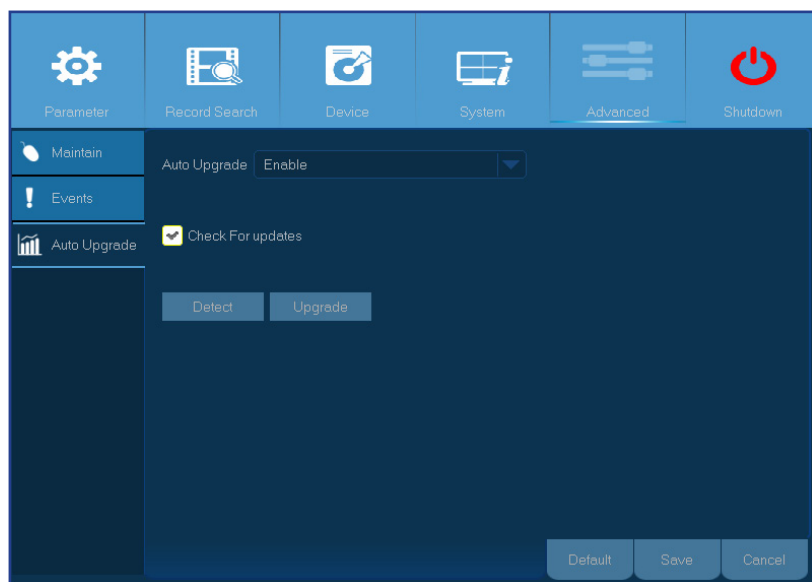 Parameter
Record Search
Device
System
Advanced
Shutdown
Maintain
Events
Auto Upgrade
Auto Upgrade Enable
Check For updates
Detect
Upgrade
Default
Save
Cancel